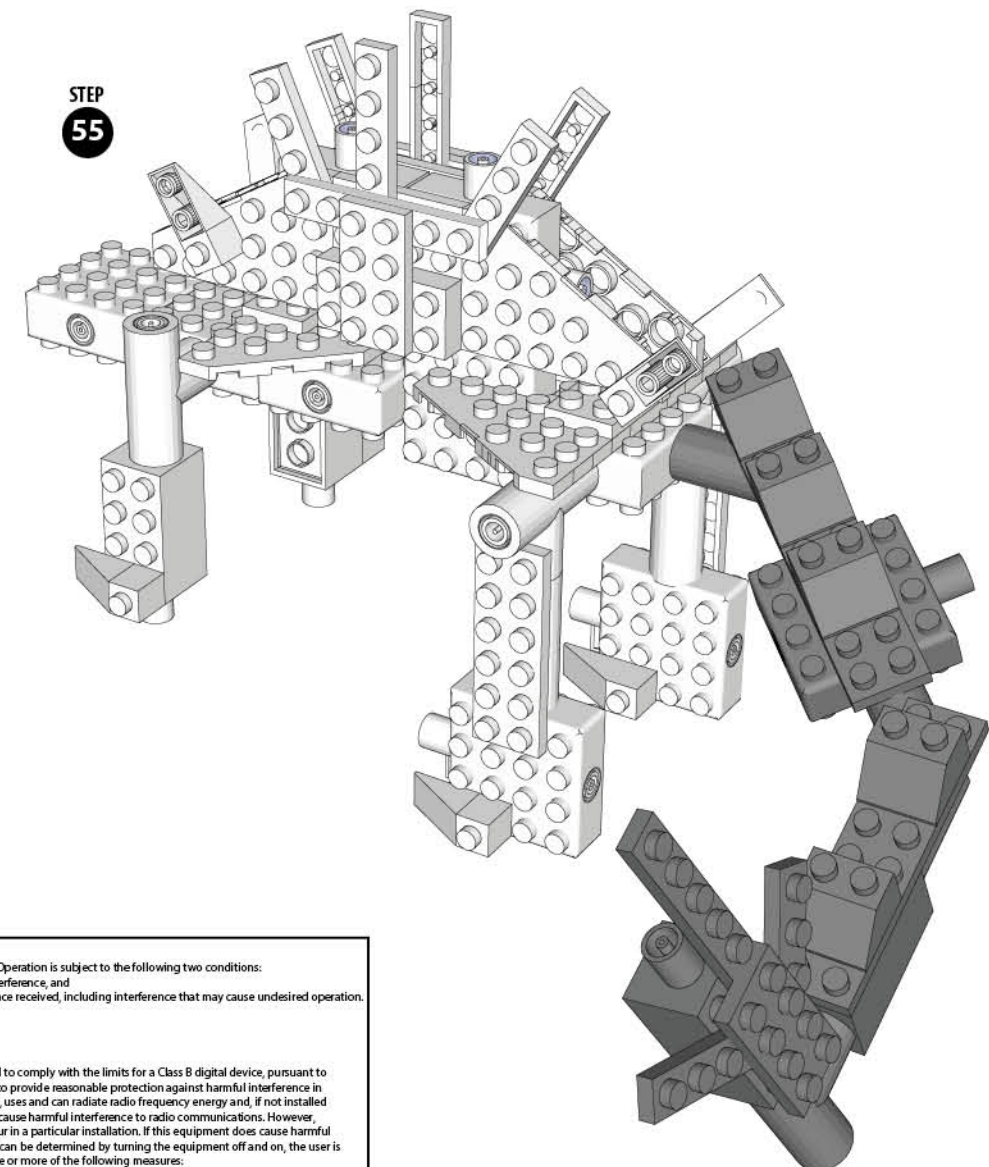 STEP
55
Operation is subject to the following two conditions:
erference, and
ce received, including interference that may cause undesired operation.
l to comply with the limits for a Class B digital device, pursuant to
to provide reasonable protection against harmful interference in
, uses and can radiate radio frequency energy and, if not installed
cause harmful interference to radio communications. However,
ur in a particular installation. If this equipment does cause harmful
can be determined by turning the equipment off and on, the user is
e or more of the following measures: